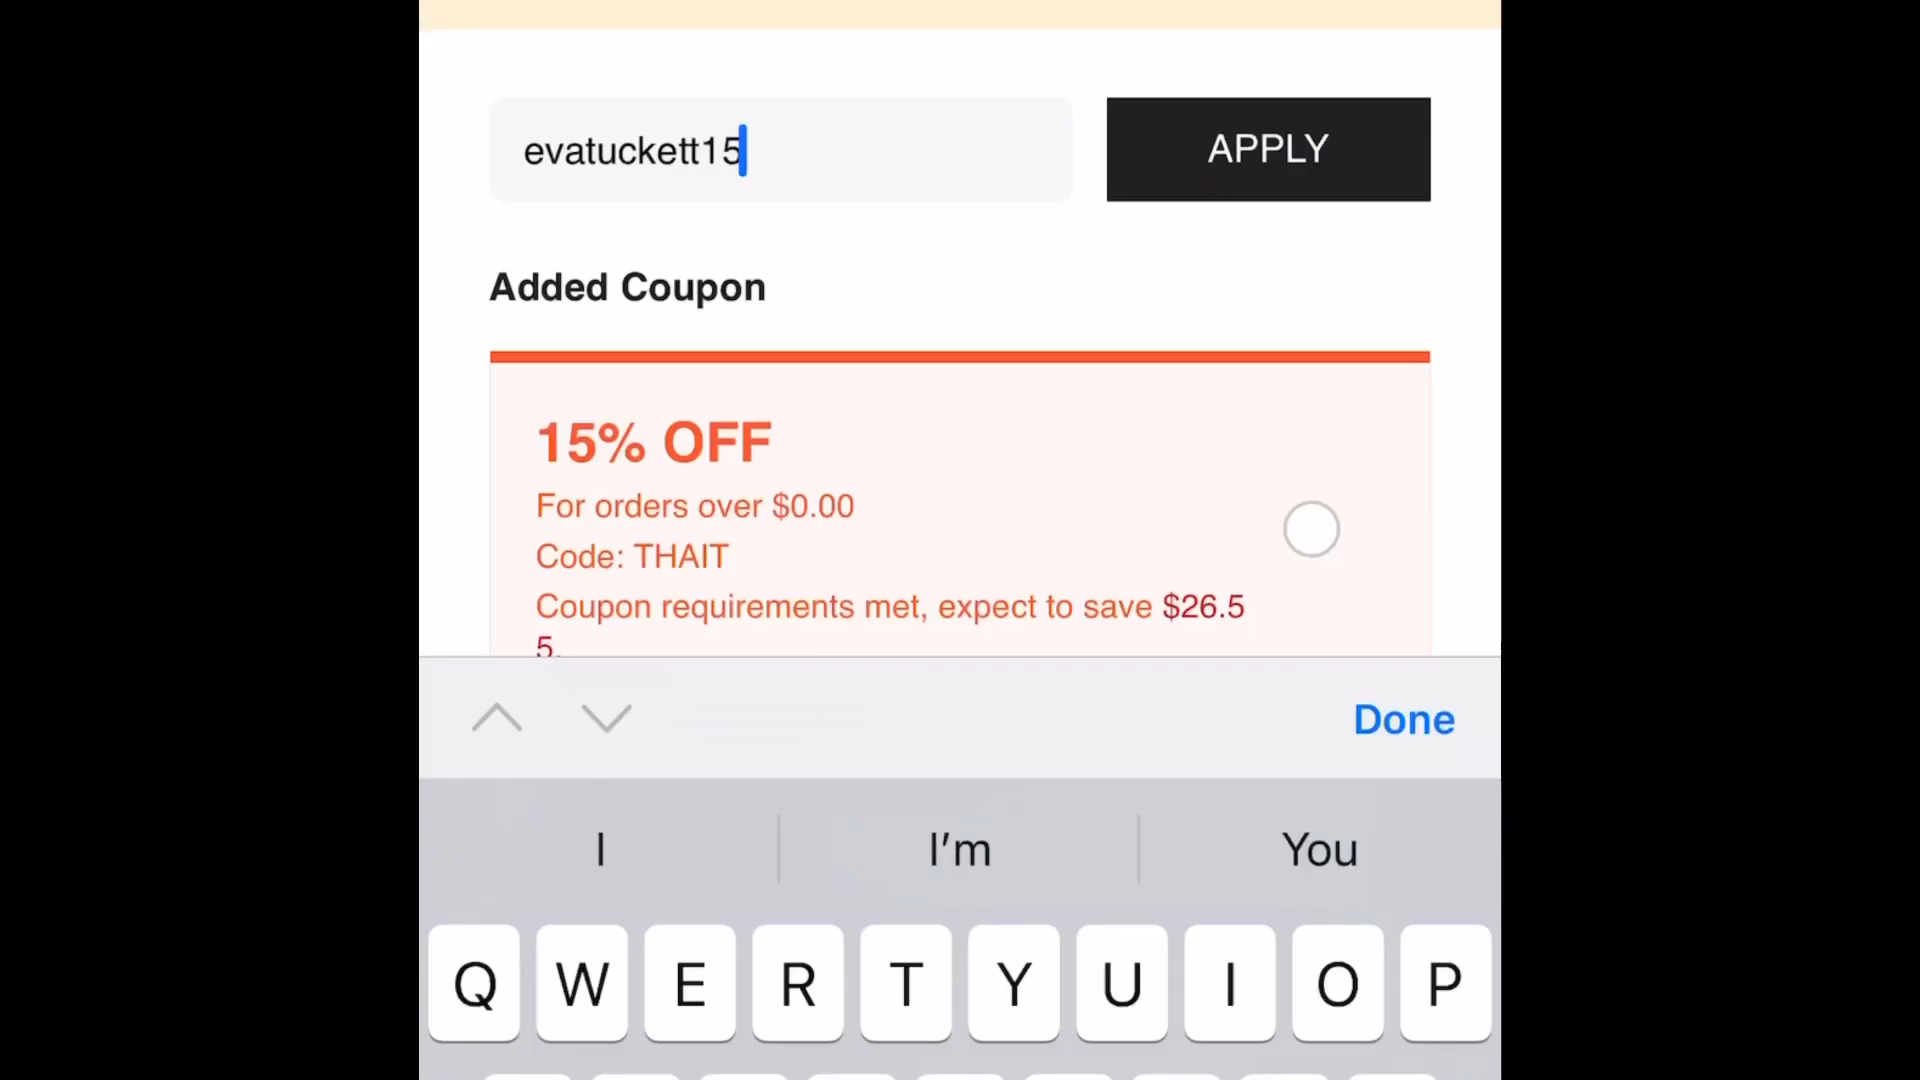 evatuckett15
APPLY
Added Coupon
15% OFF
For orders over $0.00
Code: THAIT
Coupon requirements met, expect to save $26.5
5.
Done
I
I'm
You
Q W E R T Y U I O P